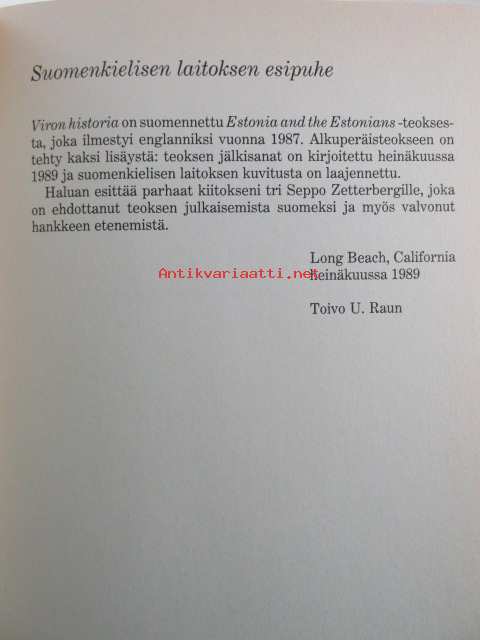 Suomenkielisen laitoksen esipuhe
Viron historia on suomennettu Estonia and the Estonians -teokses-
ta, joka ilmestyi englanniksi vuonna 1987. Alkuperäisteokseen on
tehty kaksi lisäystä: teoksen jälkisanat on kirjoitettu heinäkuussa
1989 ja suomenkielisen laitoksen kuvitusta on laajennettu.
Haluan esittää parhaat kiitokseni tri Seppo Zetterbergille, joka
on ehdottanut teoksen julkaisemista suomeksi ja myös valvonut
hankkeen etenemistä.
Long Beach, California
Antikvariaatti.net
heinäkuussa 1989
Toivo U. Raun